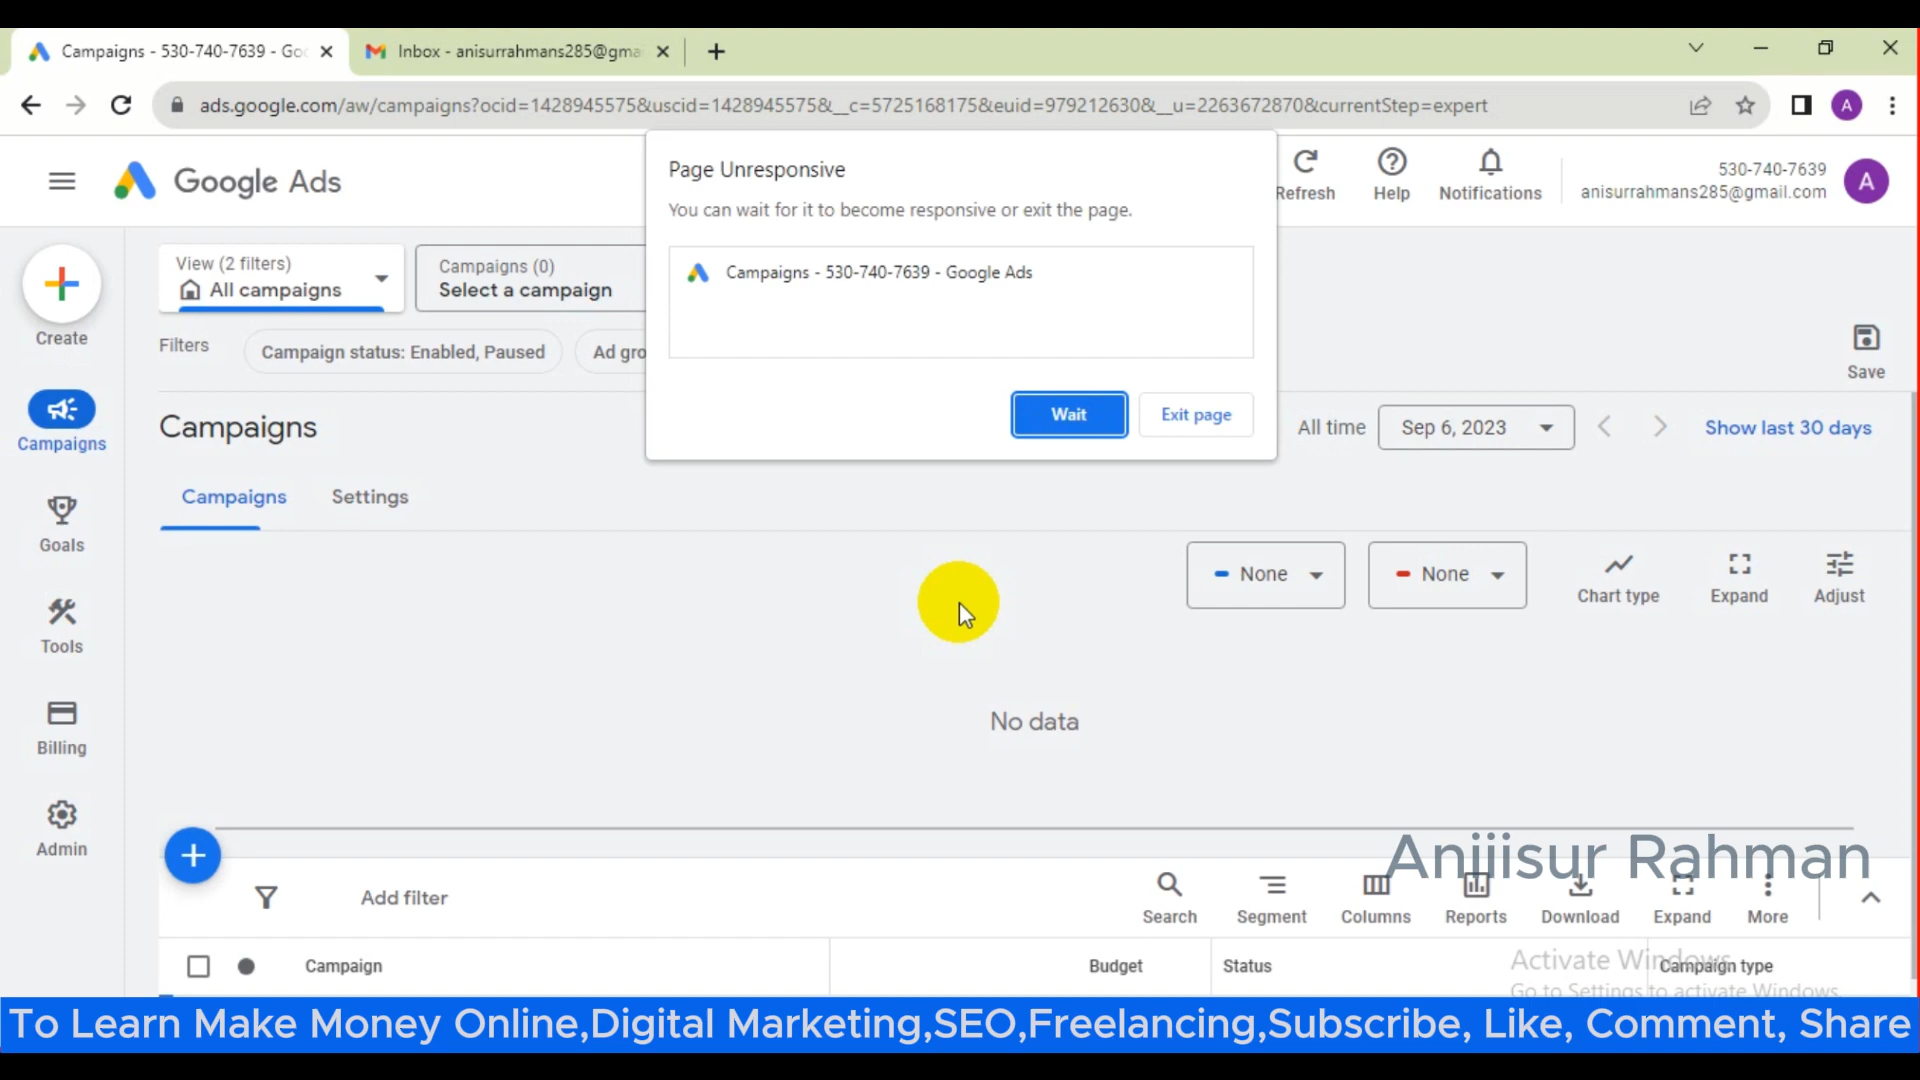 Campaigns - 530-740-7639 - Goo
Inbox - anisurrahmans285@gma
ads.google.com/aw/campaigns?ocid=1428945575&uscid=1428945575&__c=5725168175&euid=979212630&__u=2263672870&currentStep=expert
A
Google Ads
Refresh
Help
Notifications
530-740-7639
anisurrahmans285@gmail.com
A
Page Unresponsive
You can wait for it to become responsive or exit the page.
Campaigns - 530-740-7639 - Google Ads
Wait
Exit page
Create
View (2 filters)
All campaigns
Campaigns (0)
Select a campaign
Filters
Campaign status: Enabled, Paused
Ad gro
Save
Campaigns
Campaigns
All time
Sep 6, 2023
Show last 30 days
Campaigns
Settings
Goals
None
None
Chart type
Expand
Adjust
Tools
No data
Billing
Admin
Anijisur Rahman
Add filter
Search
Segment
Columns
Reports
Download
Expand
More
Campaign
Budget
Status
Campaign type
Activate Windows
Go to Settings to activate Windows.
To Learn Make Money Online,Digital Marketing,SEO,Freelancing,Subscribe, Like, Comment, Share